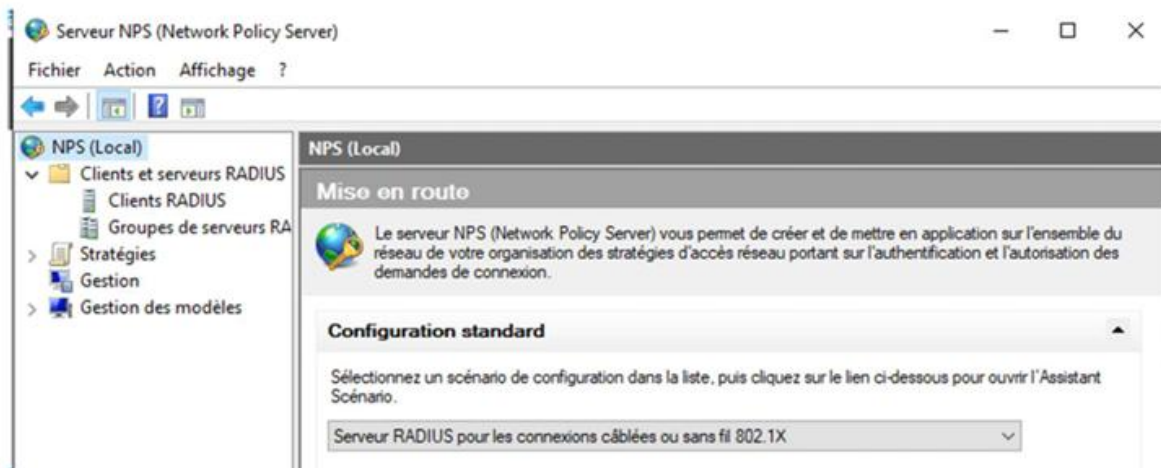 Serveur NPS (Network Policy Server)
Fichier Action Affichage ?
NPS (Local)
Clients et serveurs RADIUS
Clients RADIUS
Groupes de serveurs RA
Stratégies
Gestion
Gestion des modèles
NPS (Local)
Mise en route
Le serveur NPS (Network Policy Server) vous permet de créer et de mettre en application sur l'ensemble du
réseau de votre organisation des stratégies d'accès réseau portant sur l'authentification et l'autorisation des
demandes de connexion.
Configuration standard
Sélectionnez un scénario de configuration dans la liste, puis cliquez sur le lien ci-dessous pour ouvrir l'Assistant
Scénario.
Serveur RADIUS pour les connexions câblées ou sans fil 802.1X